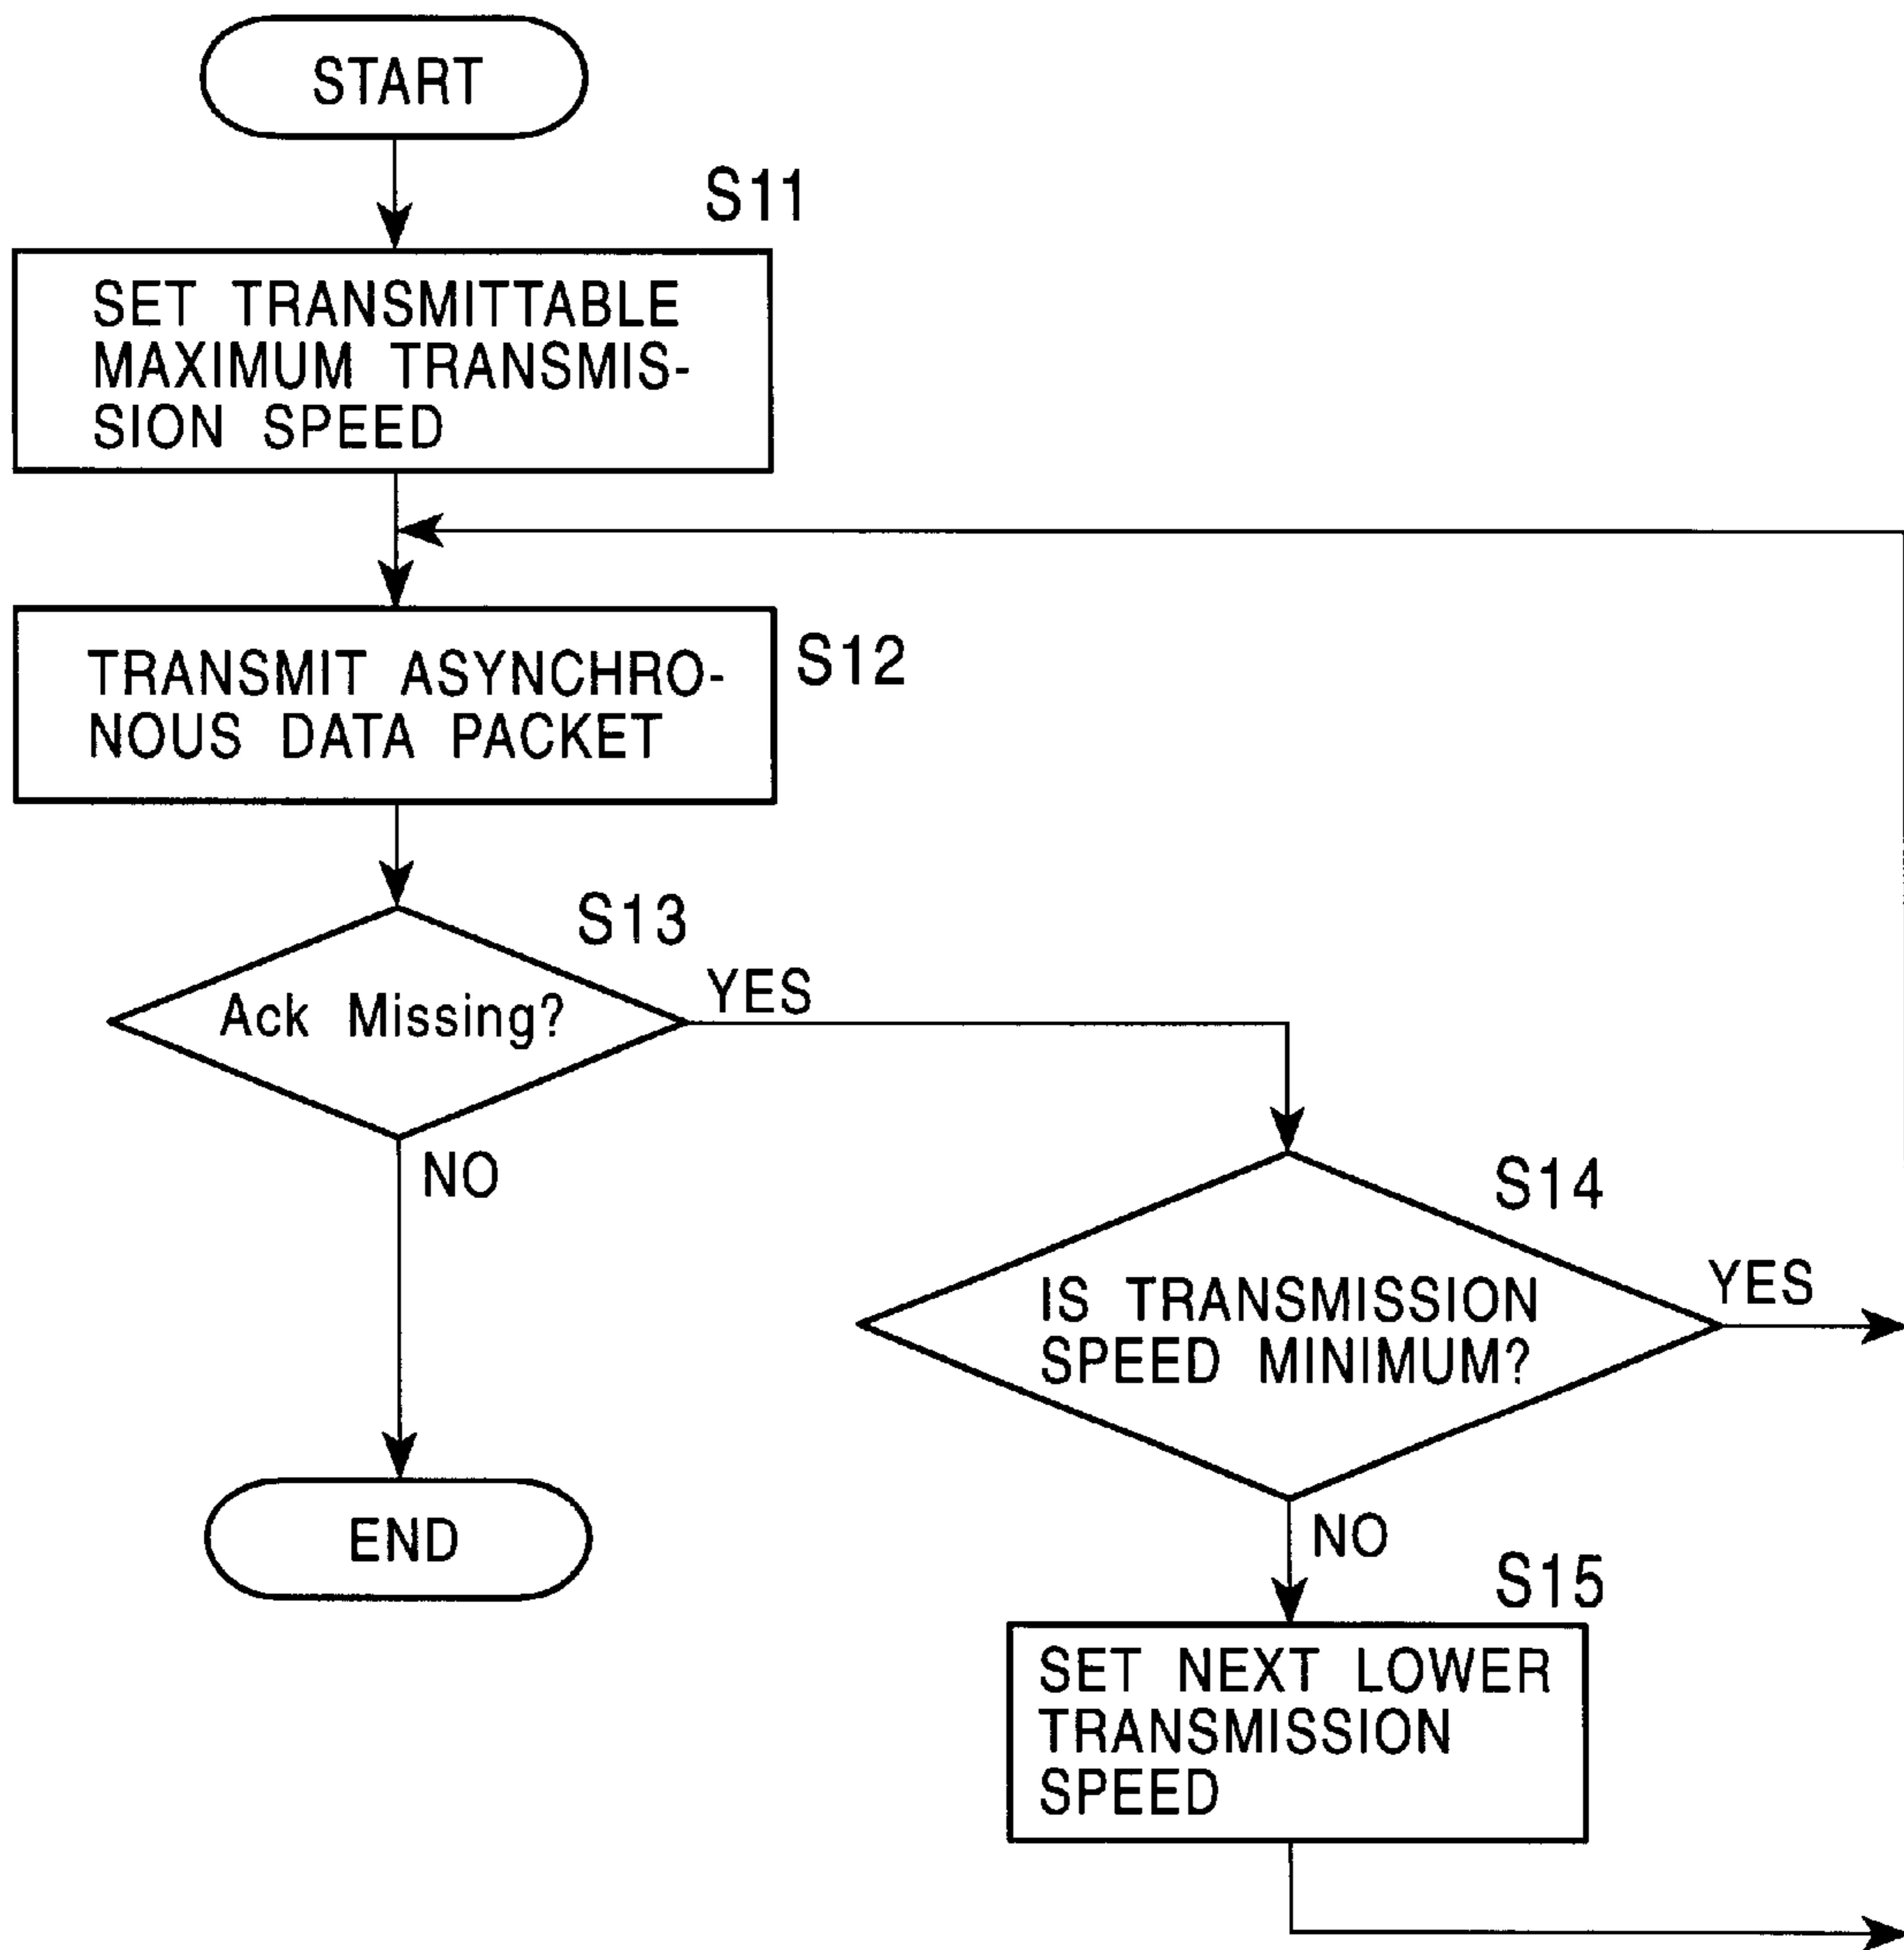 START
S11
SET TRANSMITTABLE
MAXIMUM TRANSMIS-
SION SPEED
TRANSMIT ASYNCHRO-
NOUS DATA PACKET
S12
S13
Ack Missing?
YES
NO
S14
IS TRANSMISSION
SPEED MINIMUM?
YES
NO
END
S15
SET NEXT LOWER
TRANSMISSION
SPEED